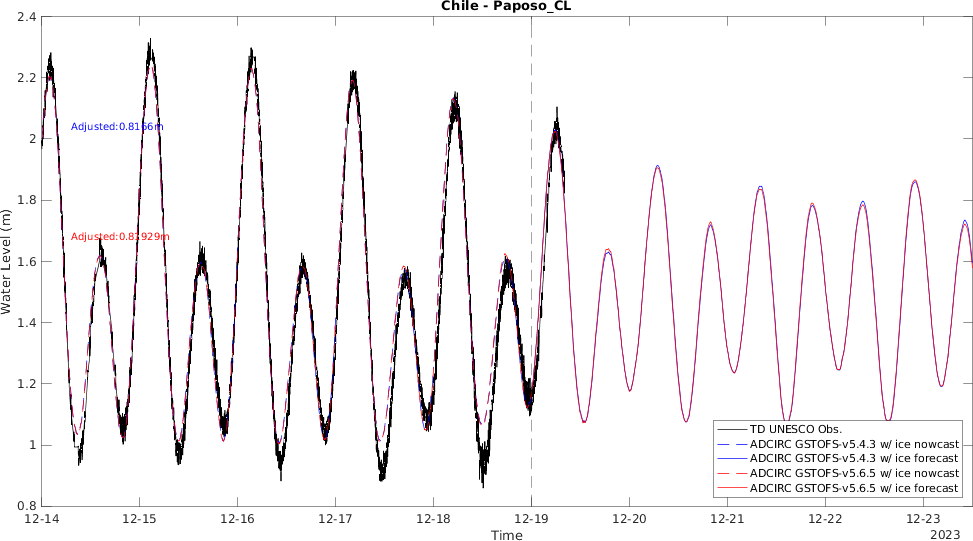 Chile - Paposo_CL
2.4
2.2
2
1.8
1.6
1.4
1.2
1
0.8
Water Level (m)
Adjusted:0.8166m
Adjusted:0.81929m
TD UNESCO Obs.
ADCIRC GSTOFS-v5.4.3 w/ ice nowcast
ADCIRC GSTOFS-v5.4.3 w/ ice forecast
ADCIRC GSTOFS-v5.6.5 w/ ice nowcast
ADCIRC GSTOFS-v5.6.5 w/ ice forecast
12-14 12-15 12-16 12-17 12-18 12-19 12-20 12-21 12-22 12-23
Time
2023